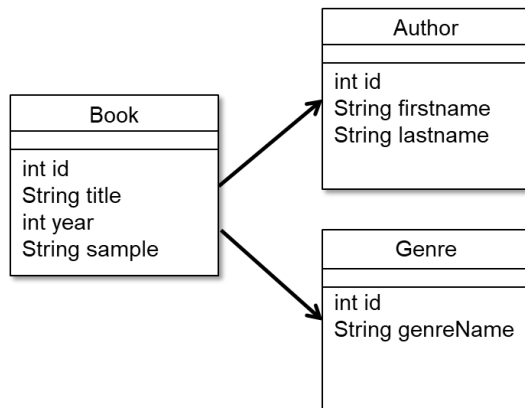 Book
int id
String title
int year
String sample
Author
int id
String firstname
String lastname
Genre
int id
String genreName